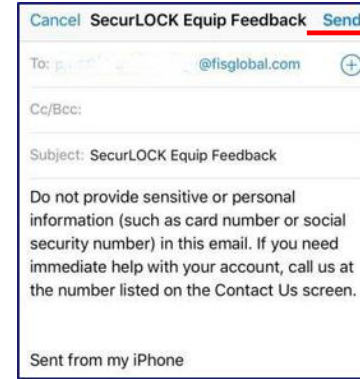 Cancel SecurLOCK Equip Feedback Send
To: @fisglobal.com
Cc/Bcc:
Subject: SecurLOCK Equip Feedback
Do not provide sensitive or personal
information (such as card number or social
security number) in this email. If you need
immediate help with your account, call us at
the number listed on the Contact Us screen.
Sent from my iPhone